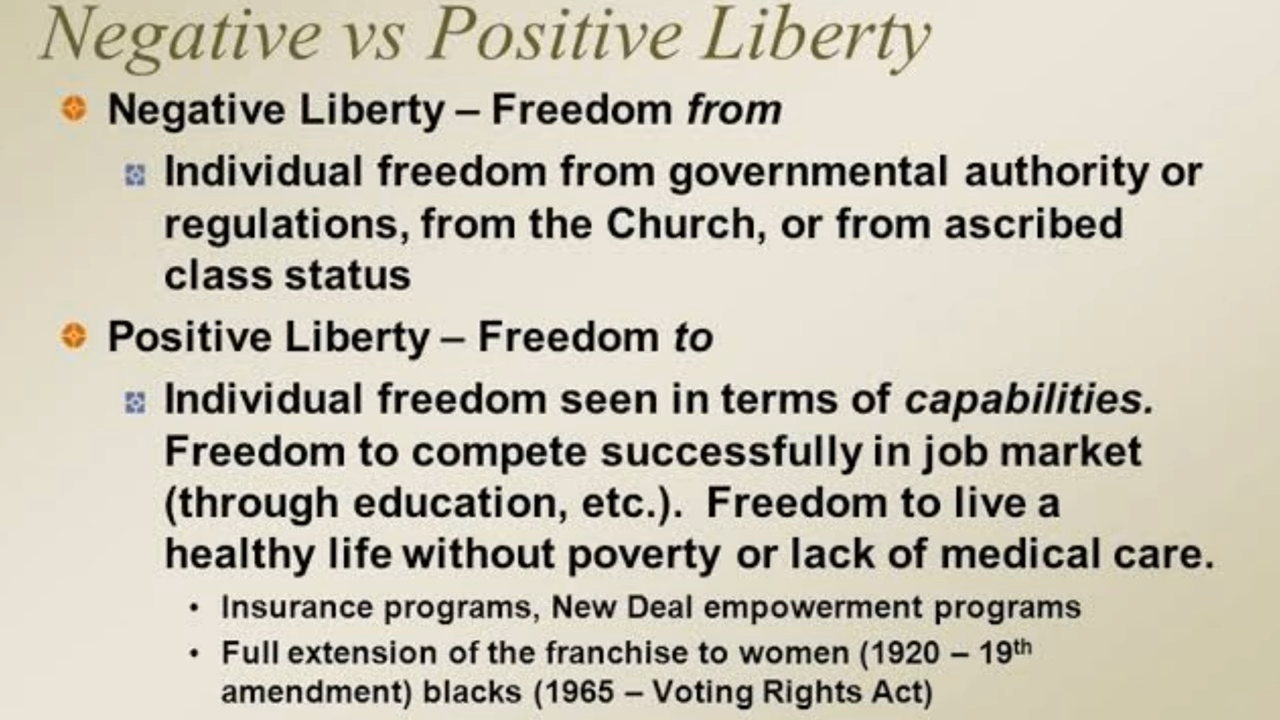 Negative vs Positive Liberty
Negative Liberty – Freedom from
Individual freedom from governmental authority or
regulations, from the Church, or from ascribed
class status
Positive Liberty – Freedom to
Individual freedom seen in terms of capabilities.
Freedom to compete successfully in job market
(through education, etc.). Freedom to live a
healthy life without poverty or lack of medical care.
• Insurance programs, New Deal empowerment programs
• Full extension of the franchise to women (1920 – 19th
amendment) blacks (1965 – Voting Rights Act)